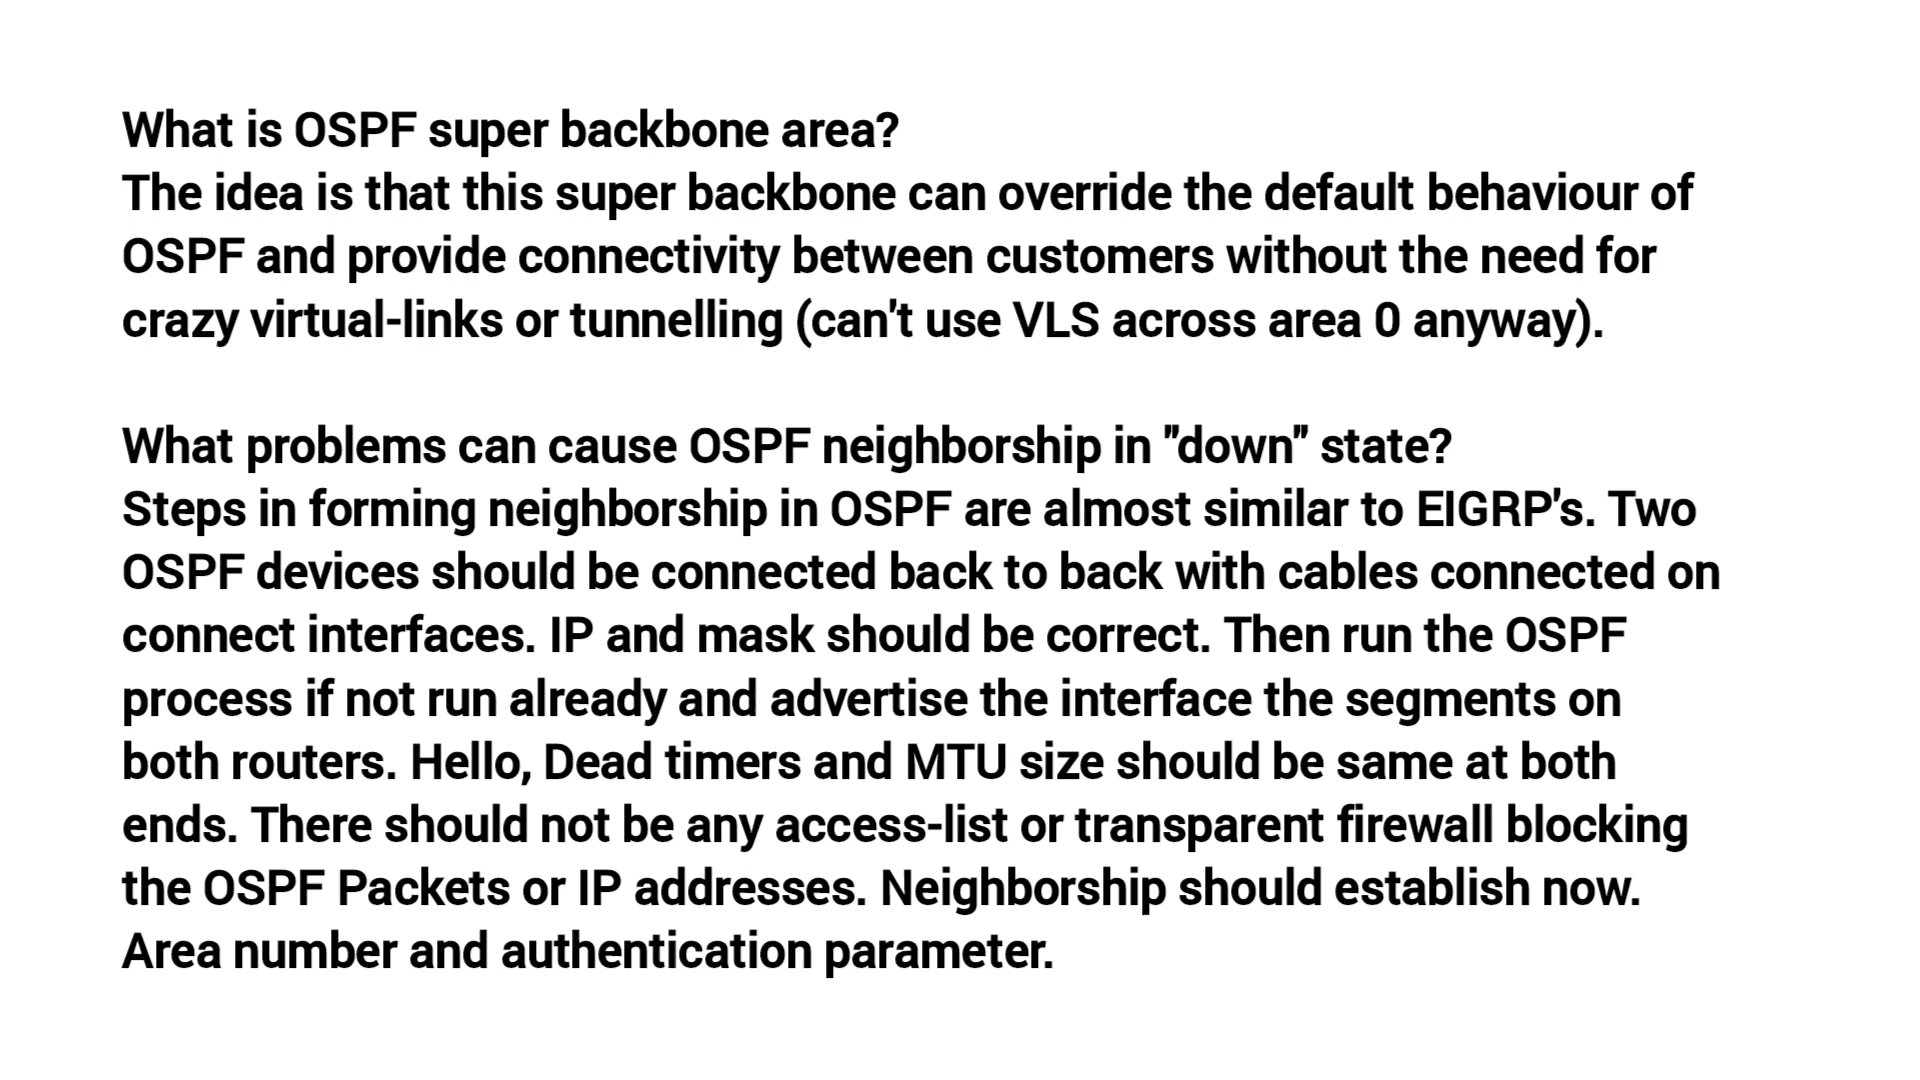 What is OSPF super backbone area?
The idea is that this super backbone can override the default behaviour of
OSPF and provide connectivity between customers without the need for
crazy virtual-links or tunnelling (can't use VLS across area 0 anyway).
What problems can cause OSPF neighborship in "down" state?
Steps in forming neighborship in OSPF are almost similar to EIGRP's. Two
OSPF devices should be connected back to back with cables connected on
connect interfaces. IP and mask should be correct. Then run the OSPF
process if not run already and advertise the interface the segments on
both routers. Hello, Dead timers and MTU size should be same at both
ends. There should not be any access-list or transparent firewall blocking
the OSPF Packets or IP addresses. Neighborship should establish now.
Area number and authentication parameter.